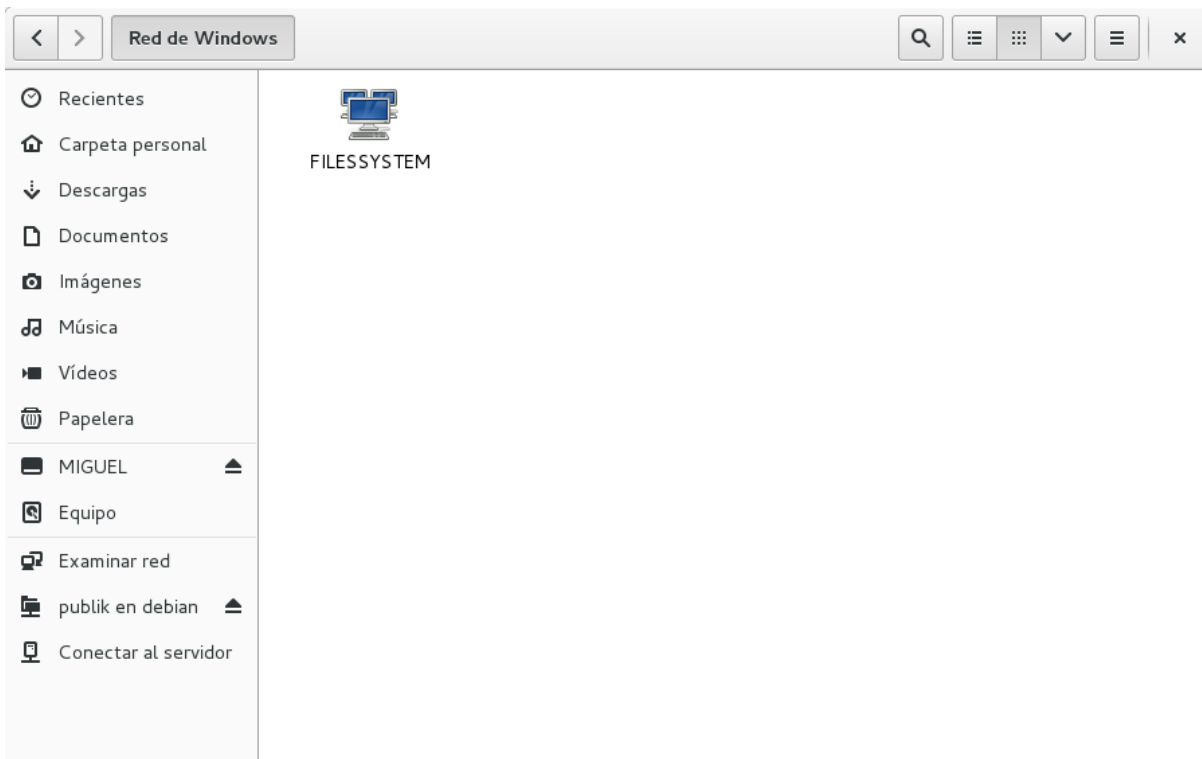 Red de Windows
Recientes
Carpeta personal
Descargas
Documentos
Imágenes
Música
Vídeos
Papelera
MIGUEL
Equipo
Examinar red
publik en debian
Conectar al servidor
FILESSYSTEM